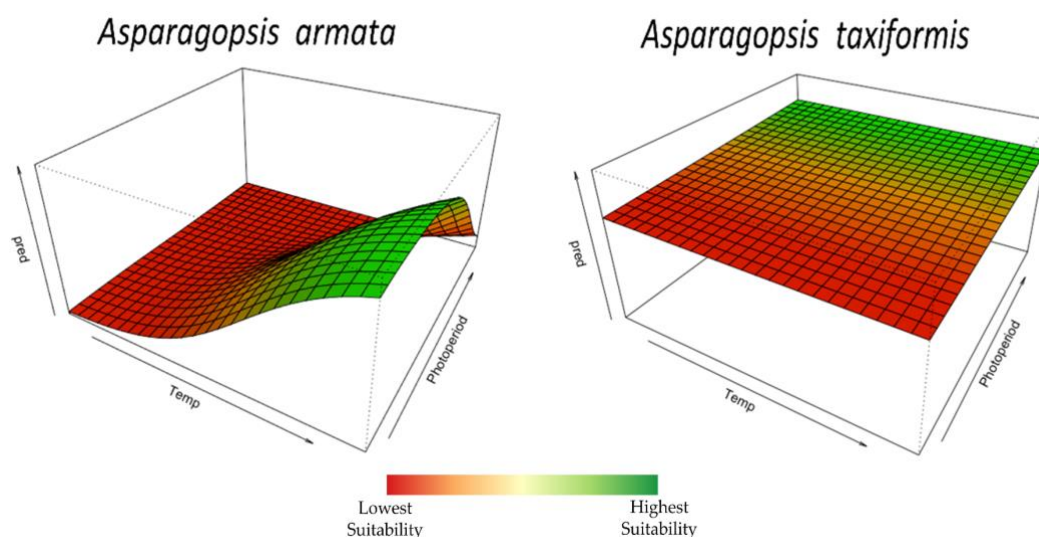 Asparagopsis armata
Asparagopsis taxiformis
pred
Temp
Photoperiod
pred
Temp
Photoperiod
Lowest
Suitability
Highest
Suitability